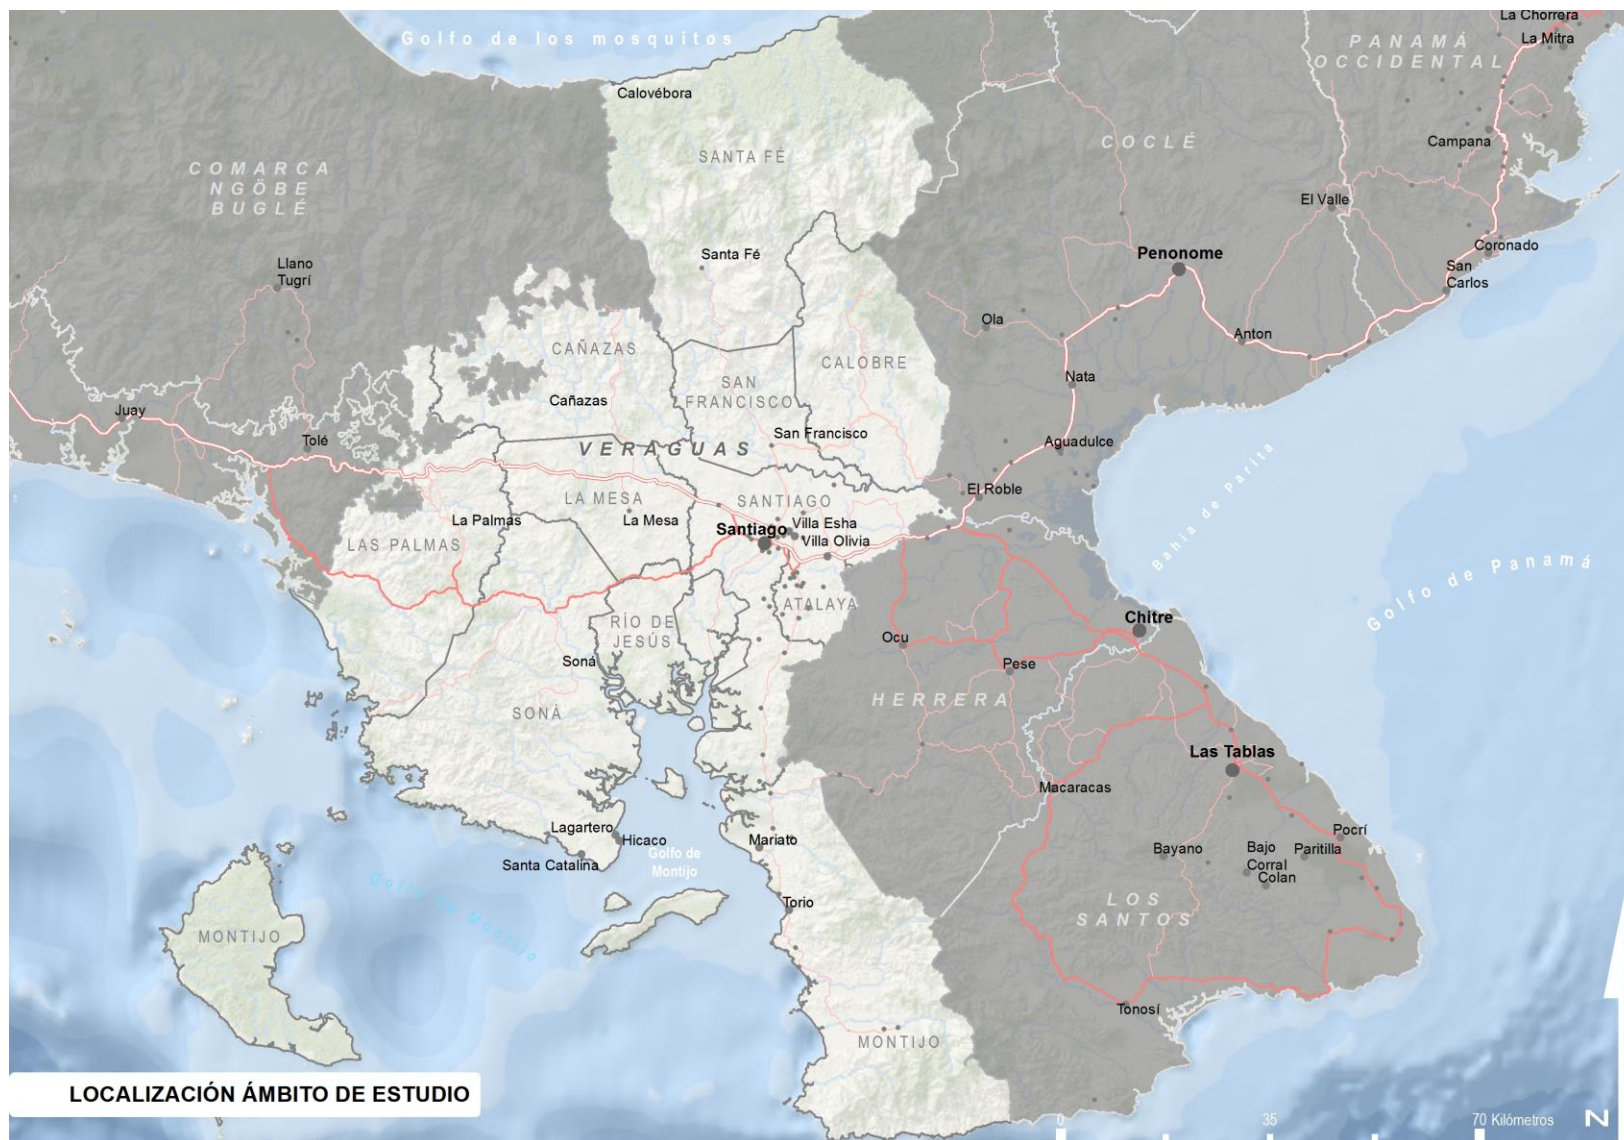 La Chorrera
Golfo de los mosquitos
La Mitra
PANAMÁ
OCCIDENTAL
Calovébora
Campana
COCLÉ
SANTA FÉ
COMARCA
NGÖBE
BUGLÉ
El Valle
Coronado
Penonome
Santa Fé
Llano
Tugrí
San
Carlos
Ola
Anton
CAÑAZAS
CALOBRE
Nata
SAN
FRANCISCO
Cañazas
Juay
San Francisco
Tolé
Aguadulce
VERAGUAS
Bahia de Parita
El Roble
LA MESA
SANTIAGO
La Palmas
La Mesa
Santiago
Villa Esha
Villa Olivia
LAS PALMAS
Golfo de Panamá
ATALAYA
Chitre
RÍO DE
JESÚS
Ocu
Soná
Pese
HERRERA
SONÁ
Las Tablas
Macaracas
Lagartero
Hicaco
Mariato
Pocrí
Golfo de
Montijo
Santa Catalina
Bayano
Bajo
Corral
Paritilla
Colan
Golfo de Montijo
Torio
LOS
SANTOS
MONTIJO
Tonosí
MONTIJO
LOCALIZACIÓN ÁMBITO DE ESTUDIO
0
35
70 Kilómetros
N